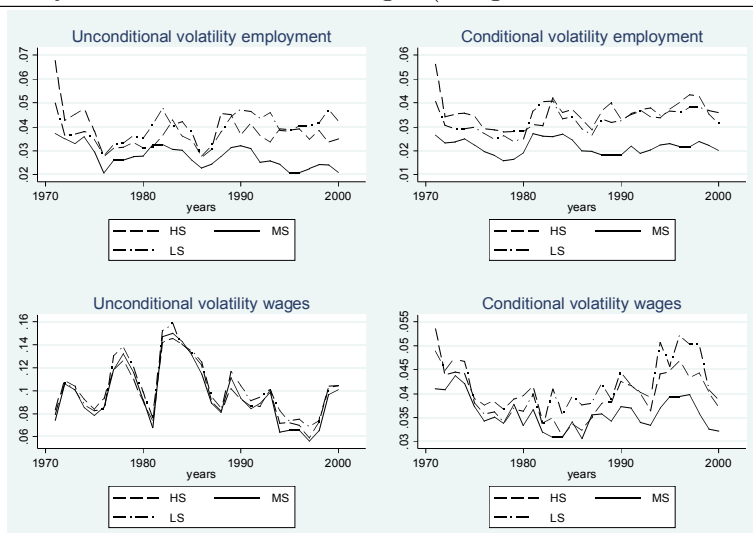 Unconditional volatility employment
.07
.06
.05
.04
.03
.02
1970 1980 1990 2000
years
HS MS
LS
Conditional volatility employment
.06
.05
.04
.03
.02
.01
1970 1980 1990 2000
years
HS MS
LS
Unconditional volatility wages
.16
.14
.12
.1
.08
.06
1970 1980 1990 2000
years
HS MS
LS
Conditional volatility wages
.055
.05
.045
.04
.035
.03
1970 1980 1990 2000
years
HS MS
LS